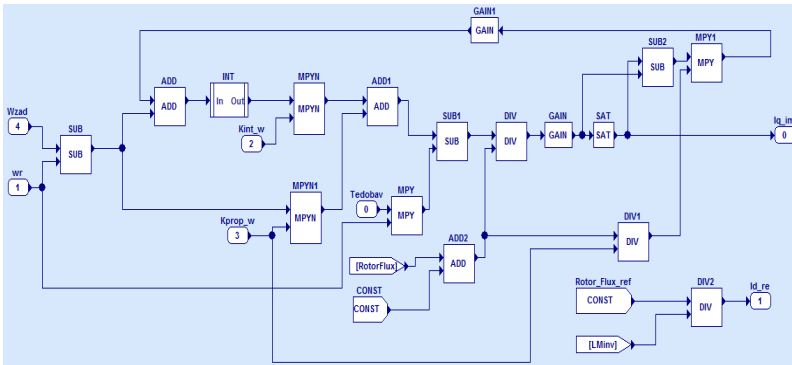 GAIN1
GAIN
SUB2
MPY1
SUB
MPY
ADD
INT
MPYN
ADD1
ADD
In Out
MPYN
ADD
Wzad
4
SUB
SUB
SUB1
SUB
DIV
DIV
GAIN
GAIN
SAT
SAT
Iq_im
0
Kint_w
2
wr
1
MPYN1
MPYN
Tedobav
0
MPY
MPY
Kprop_w
3
DIV1
DIV
ADD2
ADD
[RotorFlux]
CONST
CONST
Rotor_Flux_ref
CONST
DIV2
DIV
Id_re
1
[LMinv]